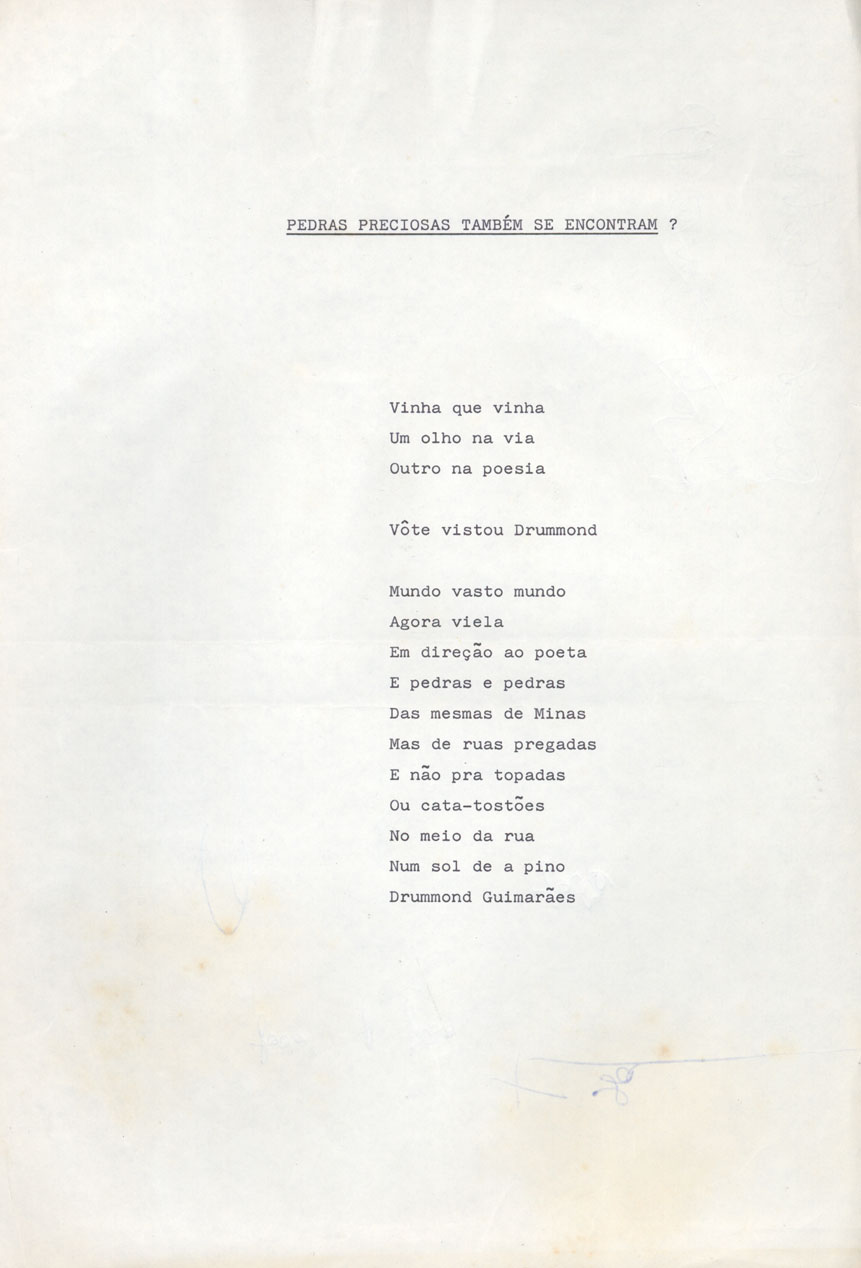 PEDRAS PRECIOSAS TAMBÉM SE ENCONTRAM ?
Vinha que vinha
Um olho na via
Outro na poesia
Vôte vistou Drummond
Mundo vasto mundo
Agora viela
Em direção ao poeta
E pedras e pedras
Das mesmas de Minas
Mas de ruas pregadas
E não pra topadas
Ou cata-tostões
No meio da rua
Num sol de a pino
Drummond Guimarães